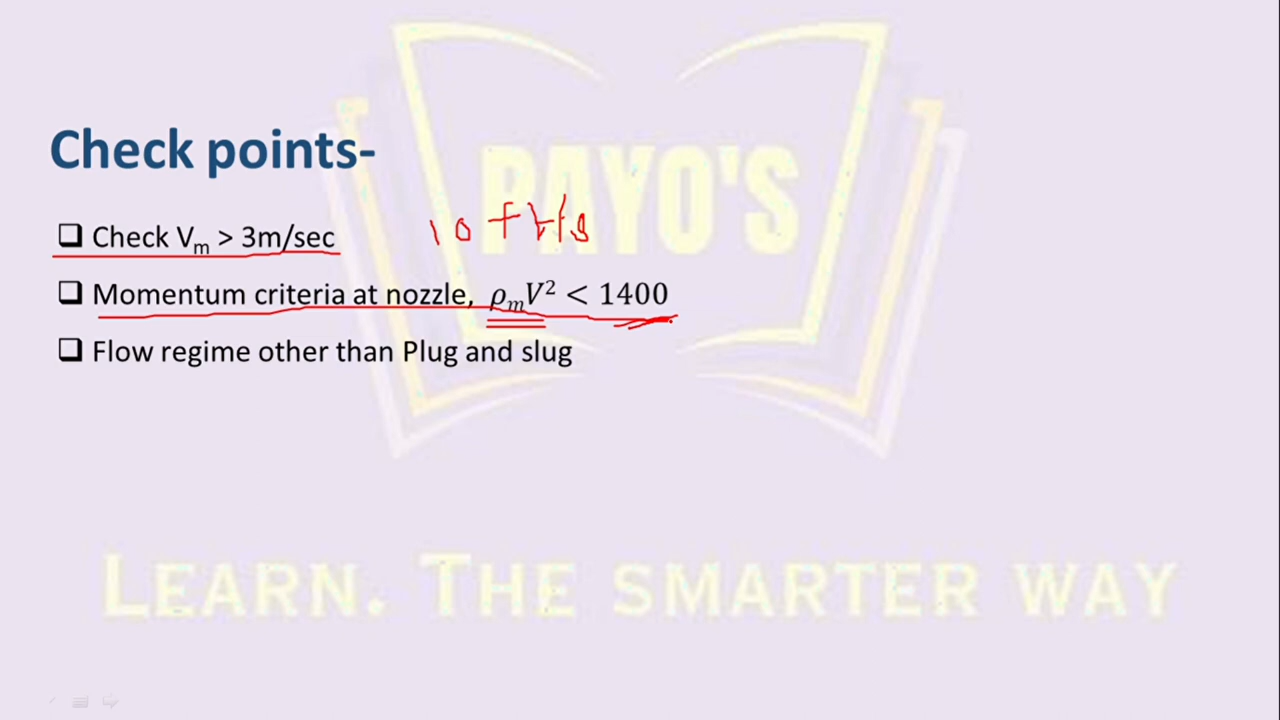 PAYO'S
Check points-
❑ Check Vₘ > 3m/sec
10 ft/s
❑ Momentum criteria at nozzle, 𝜌ₘ𝑉² < 1400
❑ Flow regime other than Plug and slug
LEARN. THE SMARTER WAY